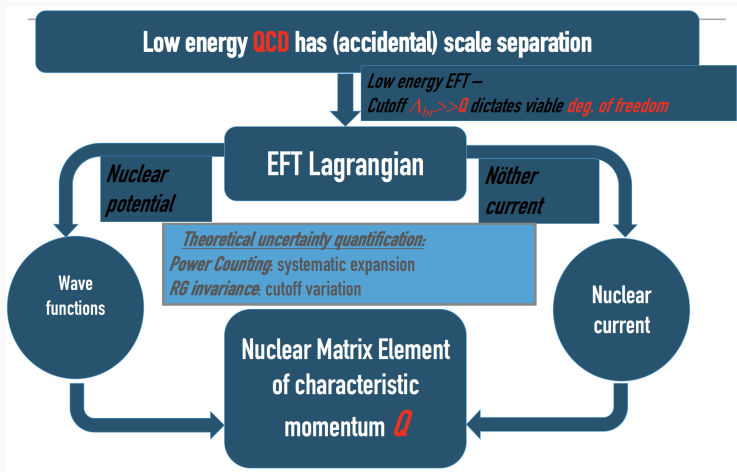 Low energy QCD has (accidental) scale separation
Low energy EFT –
Cutoff Λbr>>Q dictates viable deg. of freedom
EFT Lagrangian
Nuclear
potential
Nöther
current
Theoretical uncertainty quantification:
Power Counting: systematic expansion
RG invariance: cutoff variation
Wave
functions
Nuclear
current
Nuclear Matrix Element
of characteristic
momentum Q